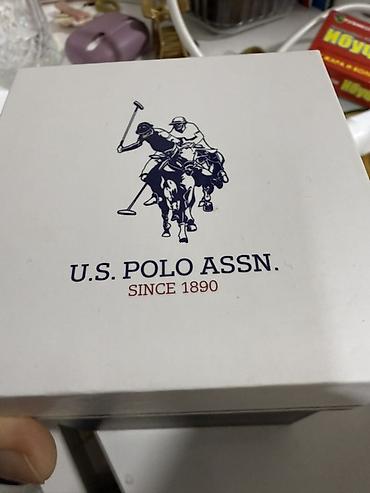 U.S. POLO ASSN.
SINCE 1890